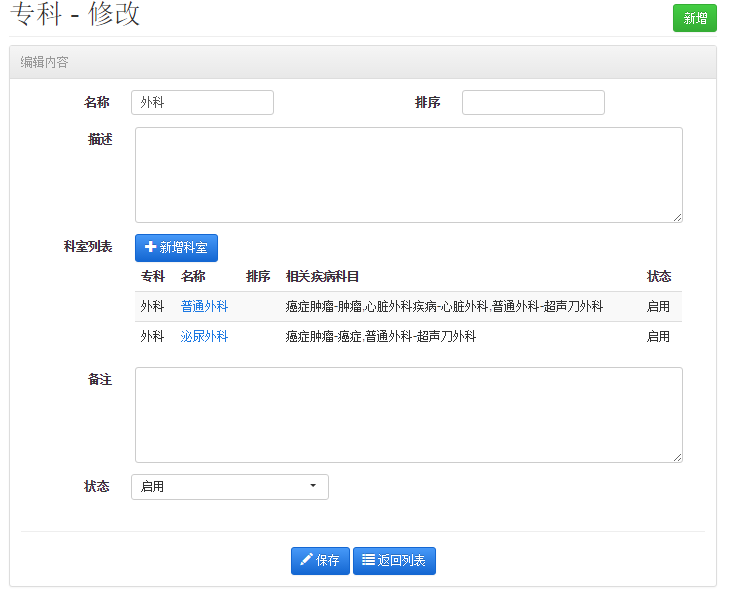 专科 - 修改
新增
编辑内容
名称 外科 排序
描述
科室列表 新增科室
专科 名称 排序 相关疾病科目 状态
外科 普通外科 癌症肿瘤-肿瘤,心脏外科疾病-心脏外科,普通外科-超声刀外科 启用
外科 泌尿外科 癌症肿瘤-癌症,普通外科-超声刀外科 启用
备注
状态 启用
保存 返回列表